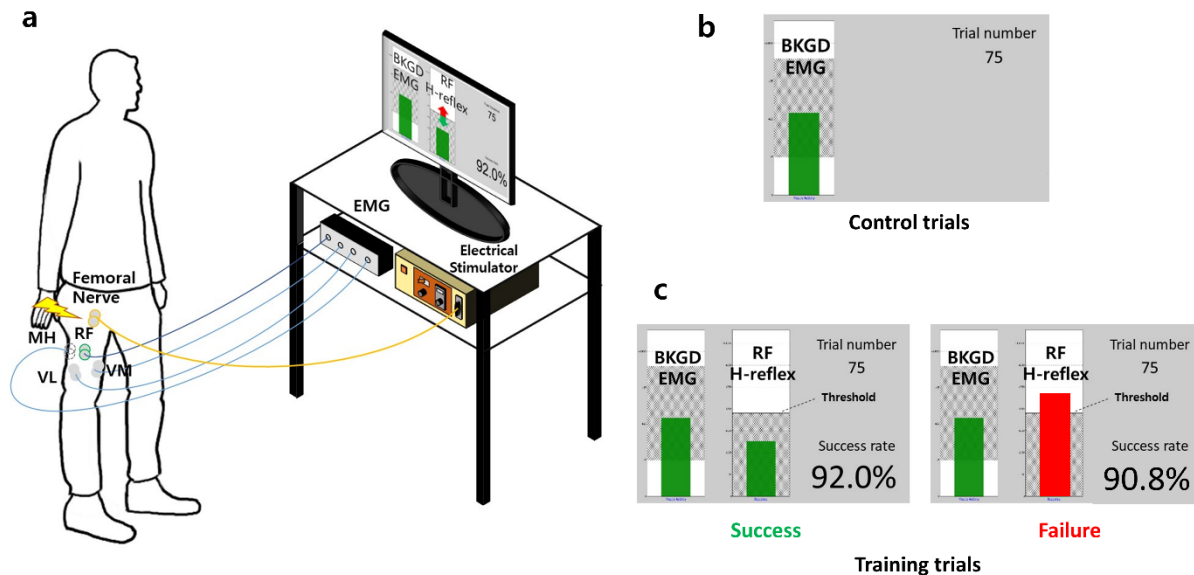 a
BKGD
EMG
RF
H-reflex
75
92.0%
EMG
Electrical
Stimulator
Femoral
Nerve
MH
RF
VL
VM
b
BKGD
EMG
Trial number
75
Control trials
c
BKGD
EMG
RF
H-reflex
Trial number
75
Threshold
Success rate
92.0%
Success
BKGD
EMG
RF
H-reflex
Trial number
75
Threshold
Success rate
90.8%
Failure
Training trials